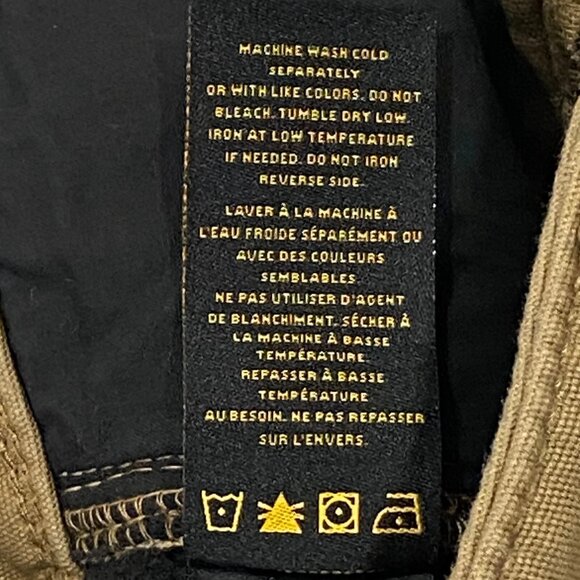 MACHINE WASH COLD
SEPARATELY
OR WITH LIKE COLORS. DO NOT
BLEACH. TUMBLE DRY LOW.
IRON AT LOW TEMPERATURE
IF NEEDED. DO NOT IRON
REVERSE SIDE.
LAVER À LA MACHINE À
L'EAU FROIDE SÉPARÉMENT OU
AVEC DES COULEURS
SEMBLABLES.
NE PAS UTILISER D'AGENT
DE BLANCHIMENT. SÉCHER À
LA MACHINE À BASSE
TEMPÉRATURE.
REPASSER À BASSE
TEMPÉRATURE
AU BESOIN. NE PAS REPASSER
SUR L'ENVERS.